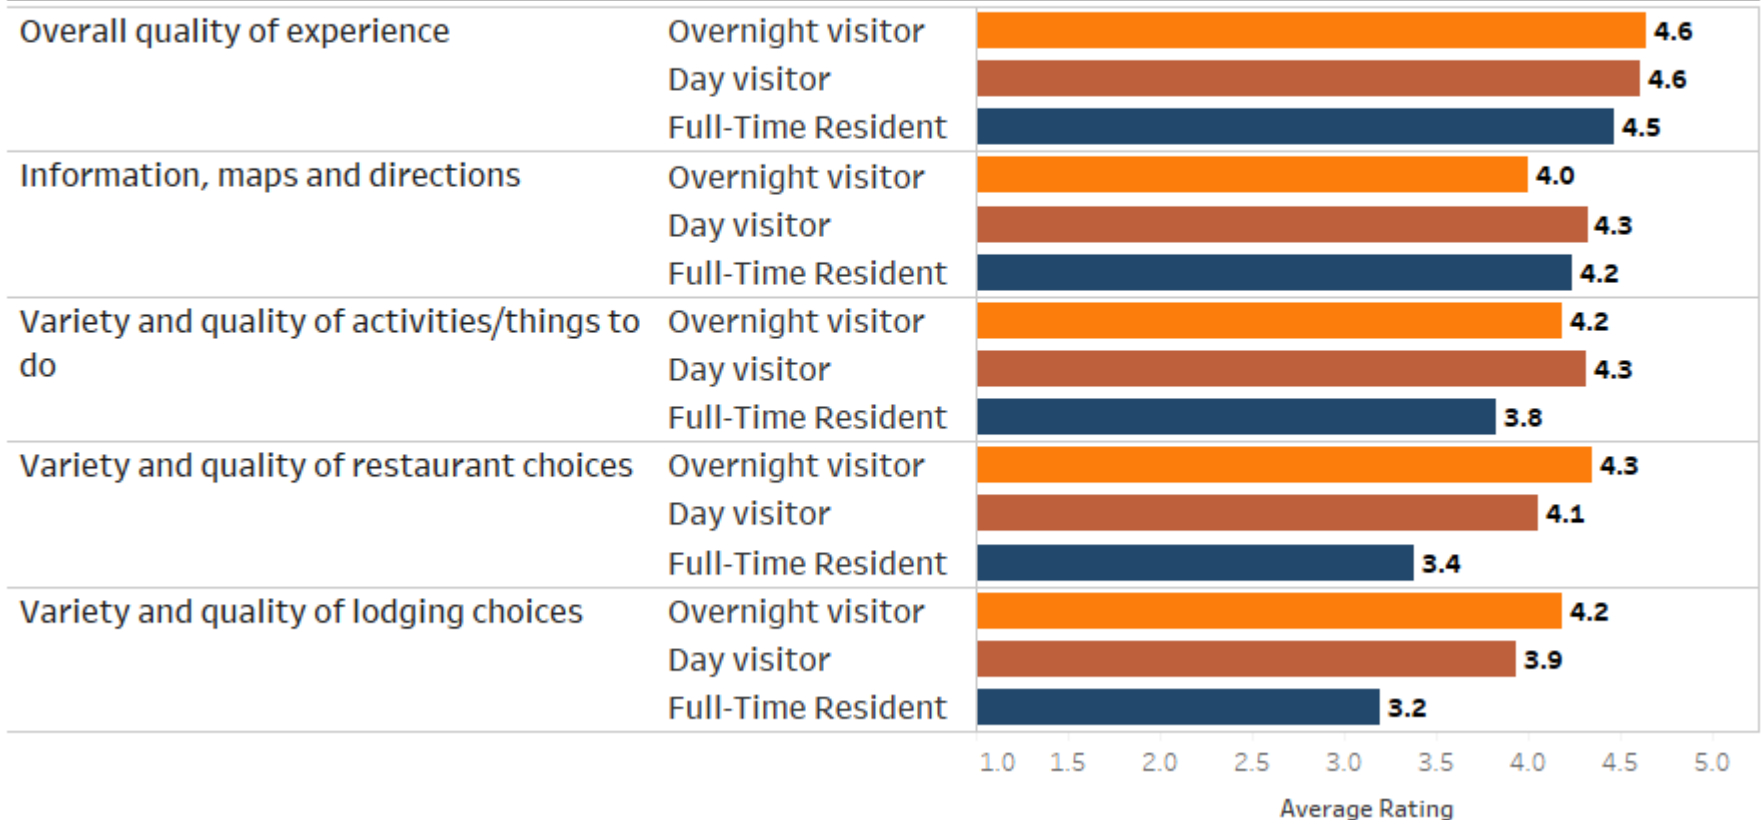 Overall quality of experience Overnight visitor 4.6
Day visitor 4.6
Full-Time Resident 4.5
Information, maps and directions Overnight visitor 4.0
Day visitor 4.3
Full-Time Resident 4.2
Variety and quality of activities/things to Overnight visitor 4.2
do Day visitor 4.3
Full-Time Resident 3.8
Variety and quality of restaurant choices Overnight visitor 4.3
Day visitor 4.1
Full-Time Resident 3.4
Variety and quality of lodging choices Overnight visitor 4.2
Day visitor 3.9
Full-Time Resident 3.2
1.0 1.5 2.0 2.5 3.0 3.5 4.0 4.5 5.0
Average Rating